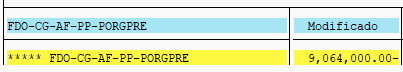 FDO-CG-AF-PP-PORGPRE Modificado
***** FDO-CG-AF-PP-PORGPRE 9,064,000.00-